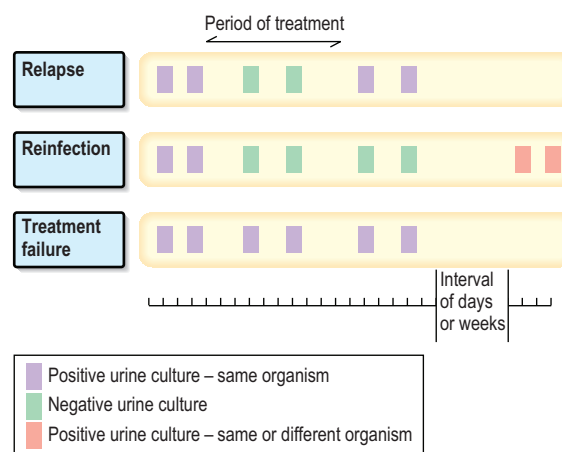 Period of treatment
Relapse
Reinfection
Treatment
failure
Interval
of days
or weeks
Positive urine culture – same organism
Negative urine culture
Positive urine culture – same or different organism